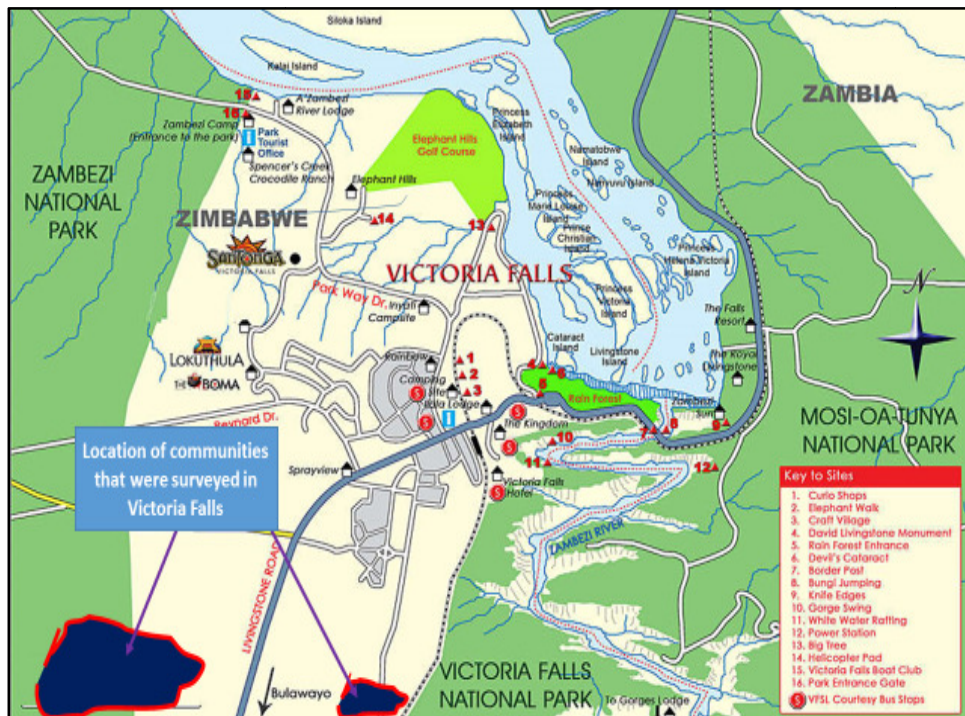 Siloka Island
Kalai Island
ZAMBIA
15
A'Zambezi
River Lodge
16
Zambezi Camp
(Entrance to the park)
Park
Tourist
Office
Spencer's Creek
Crocodile Ranch
Elephant Hills
Golf Course
Princess
Elizabeth
Island
Namatobwe
Island
Nanyuvu Island
ZAMBEZI
NATIONAL
PARK
Elephant Hills
ZIMBABWE
14
13
Princess
Marie Louise
Island
Prince
Christian
Island
Princess
Helena Victoria
Island
SANTONGA
VICTORIA FALLS
VICTORIA FALLS
Park Way Dr.
Inyati
Campsite
Princess
Victoria
Island
The Falls
Resort
N
Cataract
Island
Livingstone
Island
The Royal
Livingstone
LOKUTHULA
THE BOMA
Rainbow
Camping
Site
Ilala Lodge
1
2
3
4
6
5
Rain Forest
Zambezi
Sun
Reynard Dr.
The Kingdom
7
8
9
10
11
12
MOSI-OA-TUNYA
NATIONAL PARK
Location of communities
that were surveyed in
Victoria Falls
Sprayview
Victoria Falls
Hotel
ZAMBEZI RIVER
LIVINGSTONE ROAD
Bulawayo
VICTORIA FALLS
NATIONAL PARK
To Gorges Lodge
Key to Sites
1. Curio Shops
2. Elephant Walk
3. Craft Village
4. David Livingstone Monument
5. Rain Forest Entrance
6. Devil's Cataract
7. Border Post
8. Bungi Jumping
9. Knife Edges
10. Gorge Swing
11. White Water Rafting
12. Power Station
13. Big Tree
14. Helicopter Pad
15. Victoria Falls Boat Club
16. Park Entrance Gate
S VFSL Courtesy Bus Stops